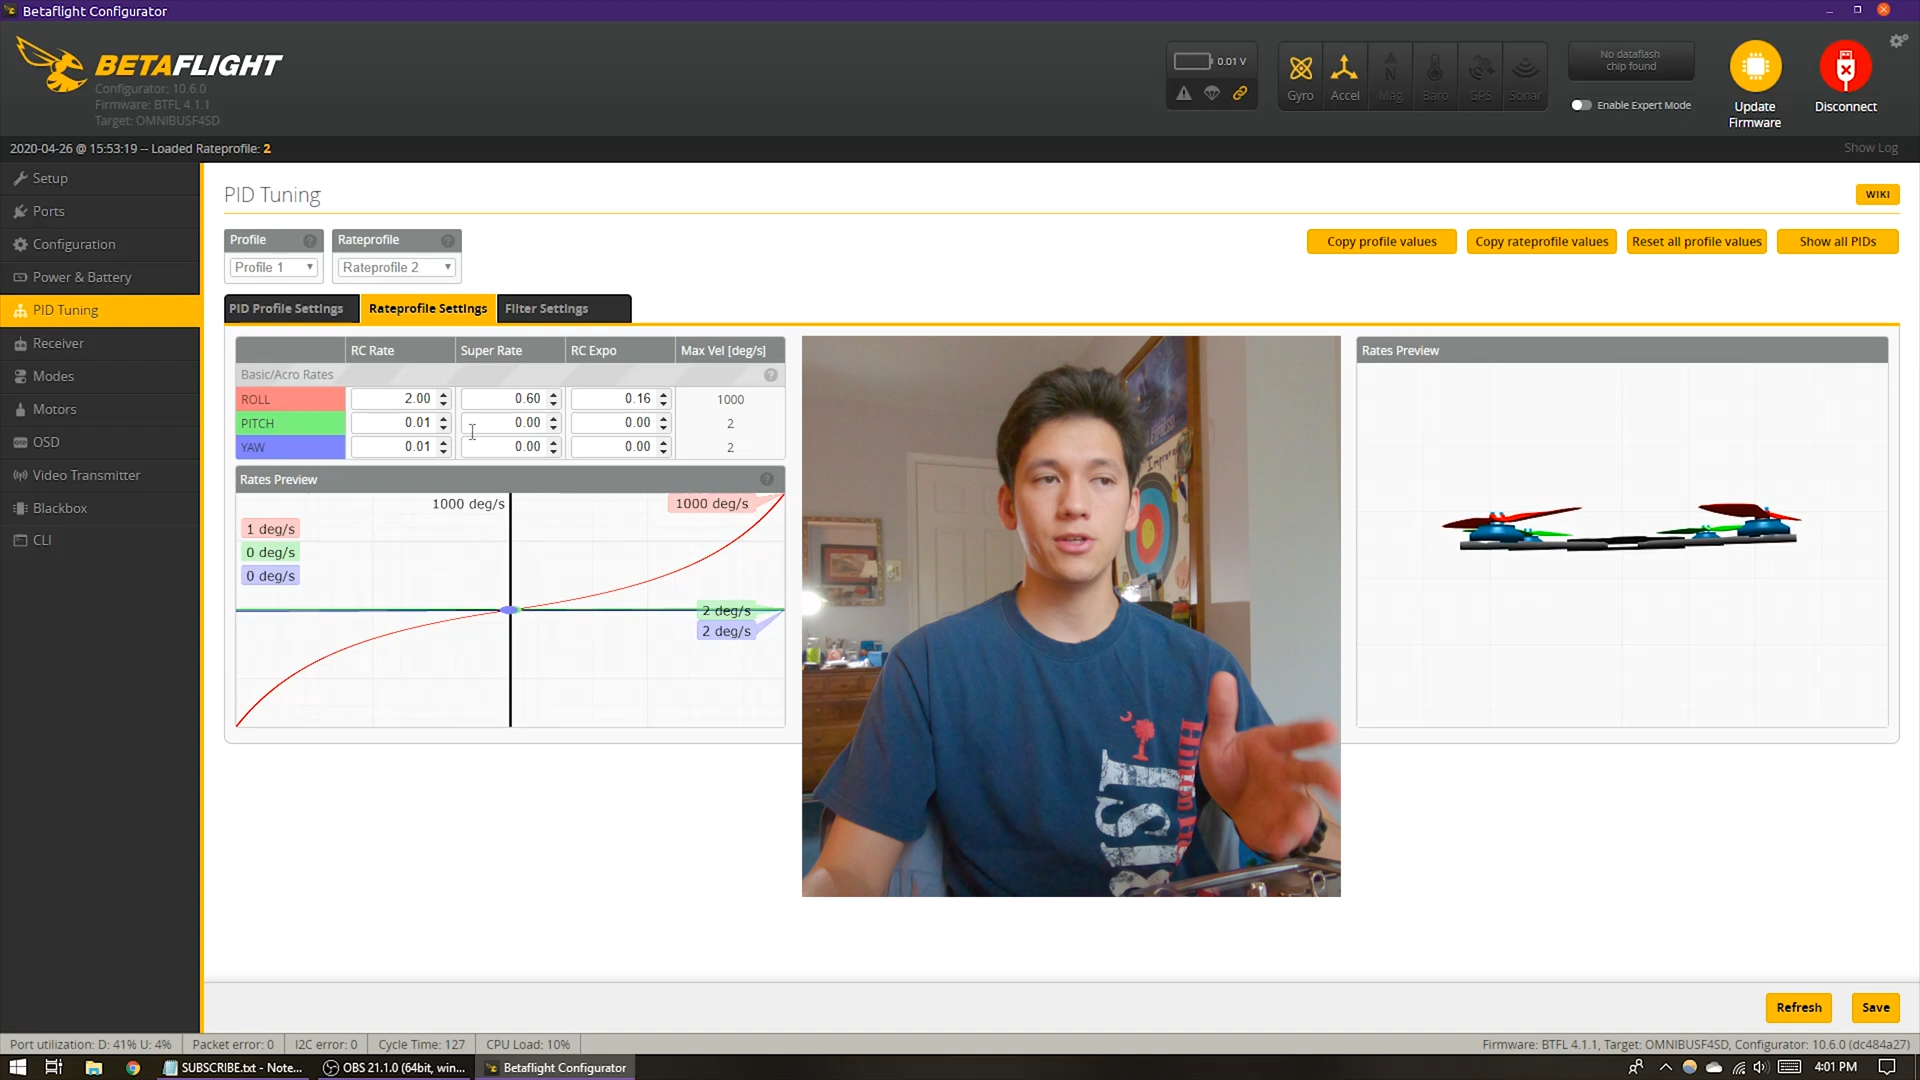 Betaflight Configurator
BETAFLIGHT
Configurator: 10.6.0
Firmware: BTFL 4.1.1
Target: OMNIBUSF4SD
0.01 V
Gyro
Accel
Mag
Baro
GPS
Sonar
No dataflash
chip found
Enable Expert Mode
Update
Firmware
Disconnect
2020-04-26 @ 15:53:19 -- Loaded Rateprofile: 2
Show Log
Setup
Ports
Configuration
Power & Battery
PID Tuning
Receiver
Modes
Motors
OSD
Video Transmitter
Blackbox
CLI
PID Tuning
WIKI
Profile
Rateprofile
Profile 1
Rateprofile 2
Copy profile values
Copy rateprofile values
Reset all profile values
Show all PIDs
PID Profile Settings
Rateprofile Settings
Filter Settings
RC Rate Super Rate RC Expo Max Vel [deg/s]
Basic/Acro Rates
ROLL 2.00 0.60 0.16 1000
PITCH 0.01 0.00 0.00 2
YAW 0.01 0.00 0.00 2
Rates Preview
1000 deg/s
1000 deg/s
1 deg/s
0 deg/s
0 deg/s
2 deg/s
2 deg/s
Rates Preview
Refresh
Save
Port utilization: D: 41% U: 4% Packet error: 0 I2C error: 0 Cycle Time: 127 CPU Load: 10%
Firmware: BTFL 4.1.1, Target: OMNIBUSF4SD, Configurator: 10.6.0 (dc484a27)
SUBSCRIBE.txt - Note...
OBS 21.1.0 (64bit, win...
Betaflight Configurator
4:01 PM